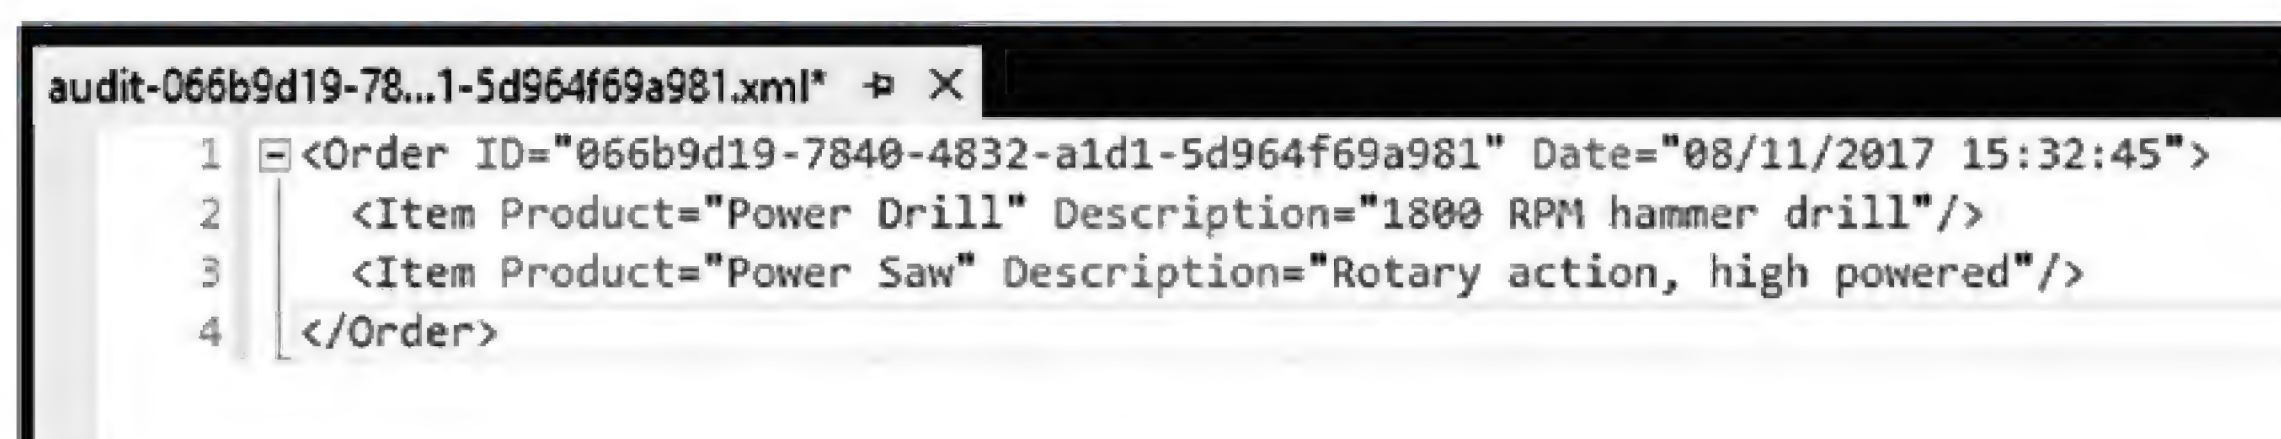 audit-066b9d19-78...1-5d964f69a981.xml*
1 <Order ID="066b9d19-7840-4832-a1d1-5d964f69a981" Date="08/11/2017 15:32:45">
2 <Item Product="Power Drill" Description="1800 RPM hammer drill"/>
3 <Item Product="Power Saw" Description="Rotary action, high powered"/>
4 </Order>